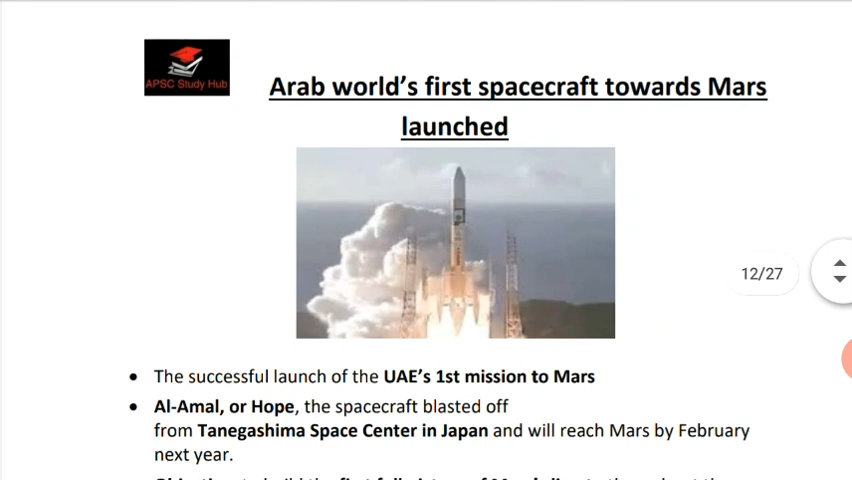 APSC Study Hub
Arab world's first spacecraft towards Mars
launched
12/27
• The successful launch of the UAE's 1st mission to Mars
• Al-Amal, or Hope, the spacecraft blasted off
from Tanegashima Space Center in Japan and will reach Mars by February
next year.